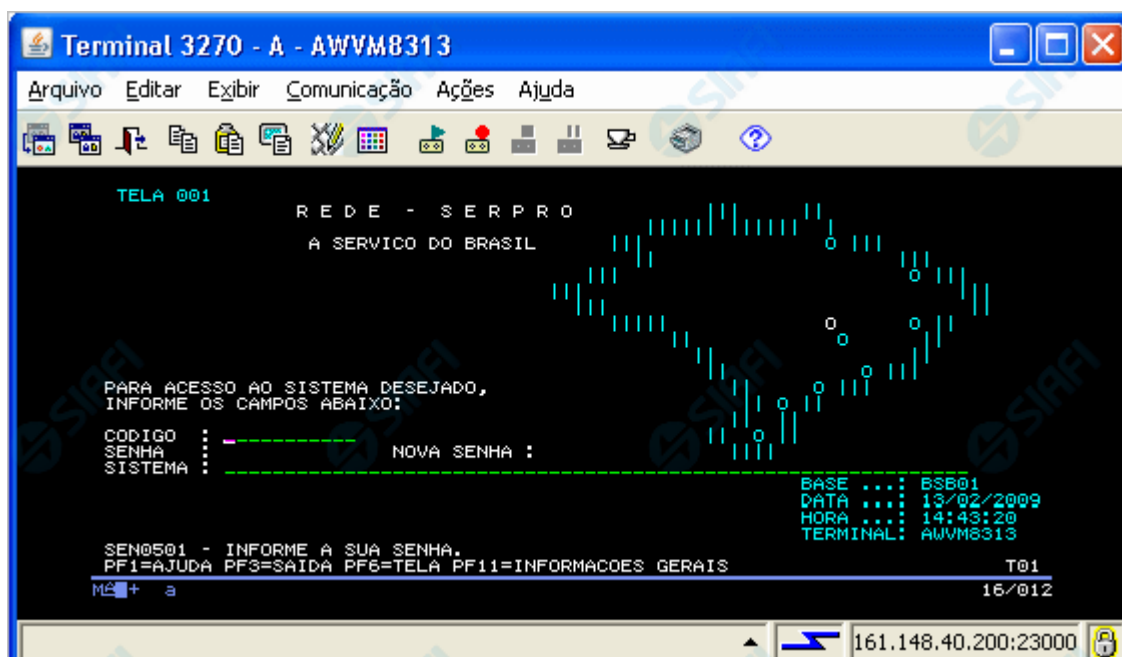 Terminal 3270 - A - AWVM8313
Arquivo Editar Exibir Comunicação Ações Ajuda
TELA 001
R E D E - S E R P R O
A SERVICO DO BRASIL
PARA ACESSO AO SISTEMA DESEJADO,
INFORME OS CAMPOS ABAIXO:
CODIGO :
SENHA : NOVA SENHA :
SISTEMA :
BASE ...: BSB01
DATA ...: 13/02/2009
HORA ...: 14:43:20
TERMINAL: AWVM8313
SEN0501 - INFORME A SUA SENHA.
PF1=AJUDA PF3=SAIDA PF6=TELA PF11=INFORMACOES GERAIS T01
a 16/012
161.148.40.200:23000
SIAFI